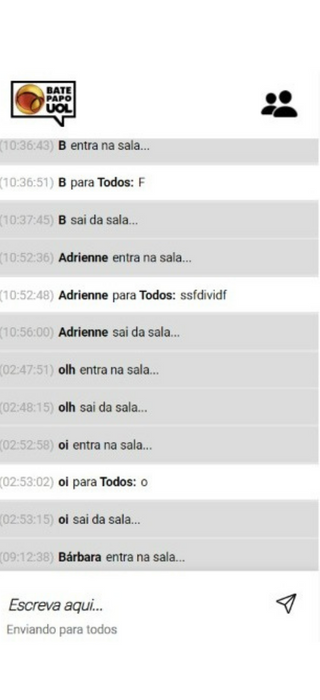 BATE
PAPO
UOL
(10:36:43) B entra na sala...
(10:36:51) B para Todos: F
(10:37:45) B sai da sala...
(10:52:36) Adrienne entra na sala...
(10:52:48) Adrienne para Todos: ssfdividf
(10:56:00) Adrienne sai da sala...
(02:47:51) olh entra na sala...
(02:48:15) olh sai da sala...
(02:52:58) oi entra na sala...
(02:53:02) oi para Todos: o
(02:53:15) oi sai da sala...
(09:12:38) Bárbara entra na sala...
Escreva aqui...
Enviando para todos